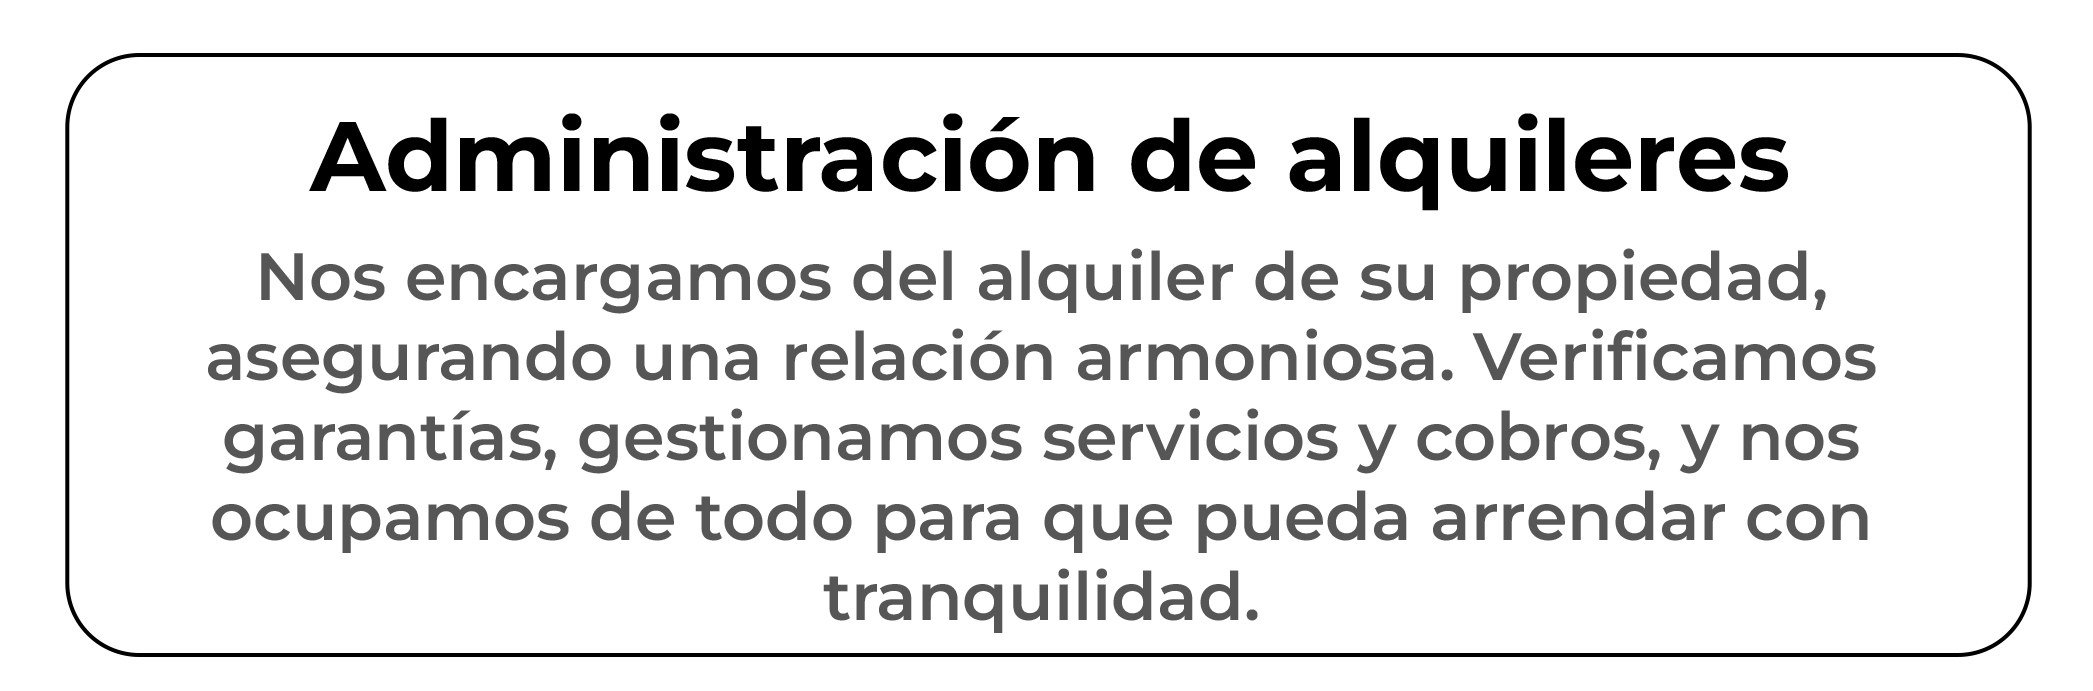 Administración de alquileres
Nos encargamos del alquiler de su propiedad,
asegurando una relación armoniosa. Verificamos
garantías, gestionamos servicios y cobros, y nos
ocupamos de todo para que pueda arrendar con
tranquilidad.